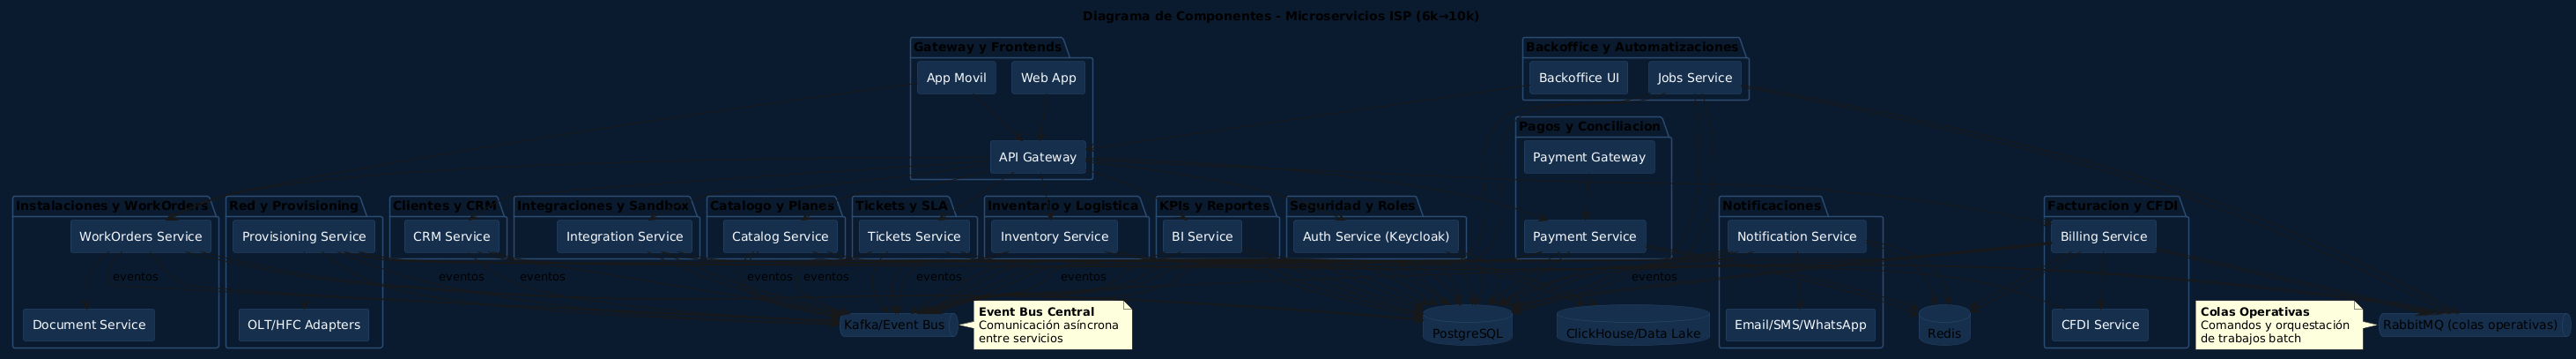 Diagrama de Componentes - Microservicios ISP (6k→10k)
Gateway y Frontends
App Movil
Web App
API Gateway
Backoffice y Automatizaciones
Backoffice UI
Jobs Service
Pagos y Conciliacion
Payment Gateway
Payment Service
Instalaciones y WorkOrders
WorkOrders Service
Document Service
Red y Provisioning
Provisioning Service
OLT/HFC Adapters
Clientes y CRM
CRM Service
Integraciones y Sandbox
Integration Service
Catalogo y Planes
Catalog Service
Tickets y SLA
Tickets Service
Inventario y Logistica
Inventory Service
KPIs y Reportes
BI Service
Seguridad y Roles
Auth Service (Keycloak)
Notificaciones
Notification Service
Email/SMS/WhatsApp
Facturacion y CFDI
Billing Service
CFDI Service
eventos
eventos
eventos
eventos
eventos
eventos
eventos
eventos
Kafka/Event Bus
Event Bus Central
Comunicación asíncrona
entre servicios
PostgreSQL
ClickHouse/Data Lake
Redis
Colas Operativas
Comandos y orquestación
de trabajos batch
RabbitMQ (colas operativas)